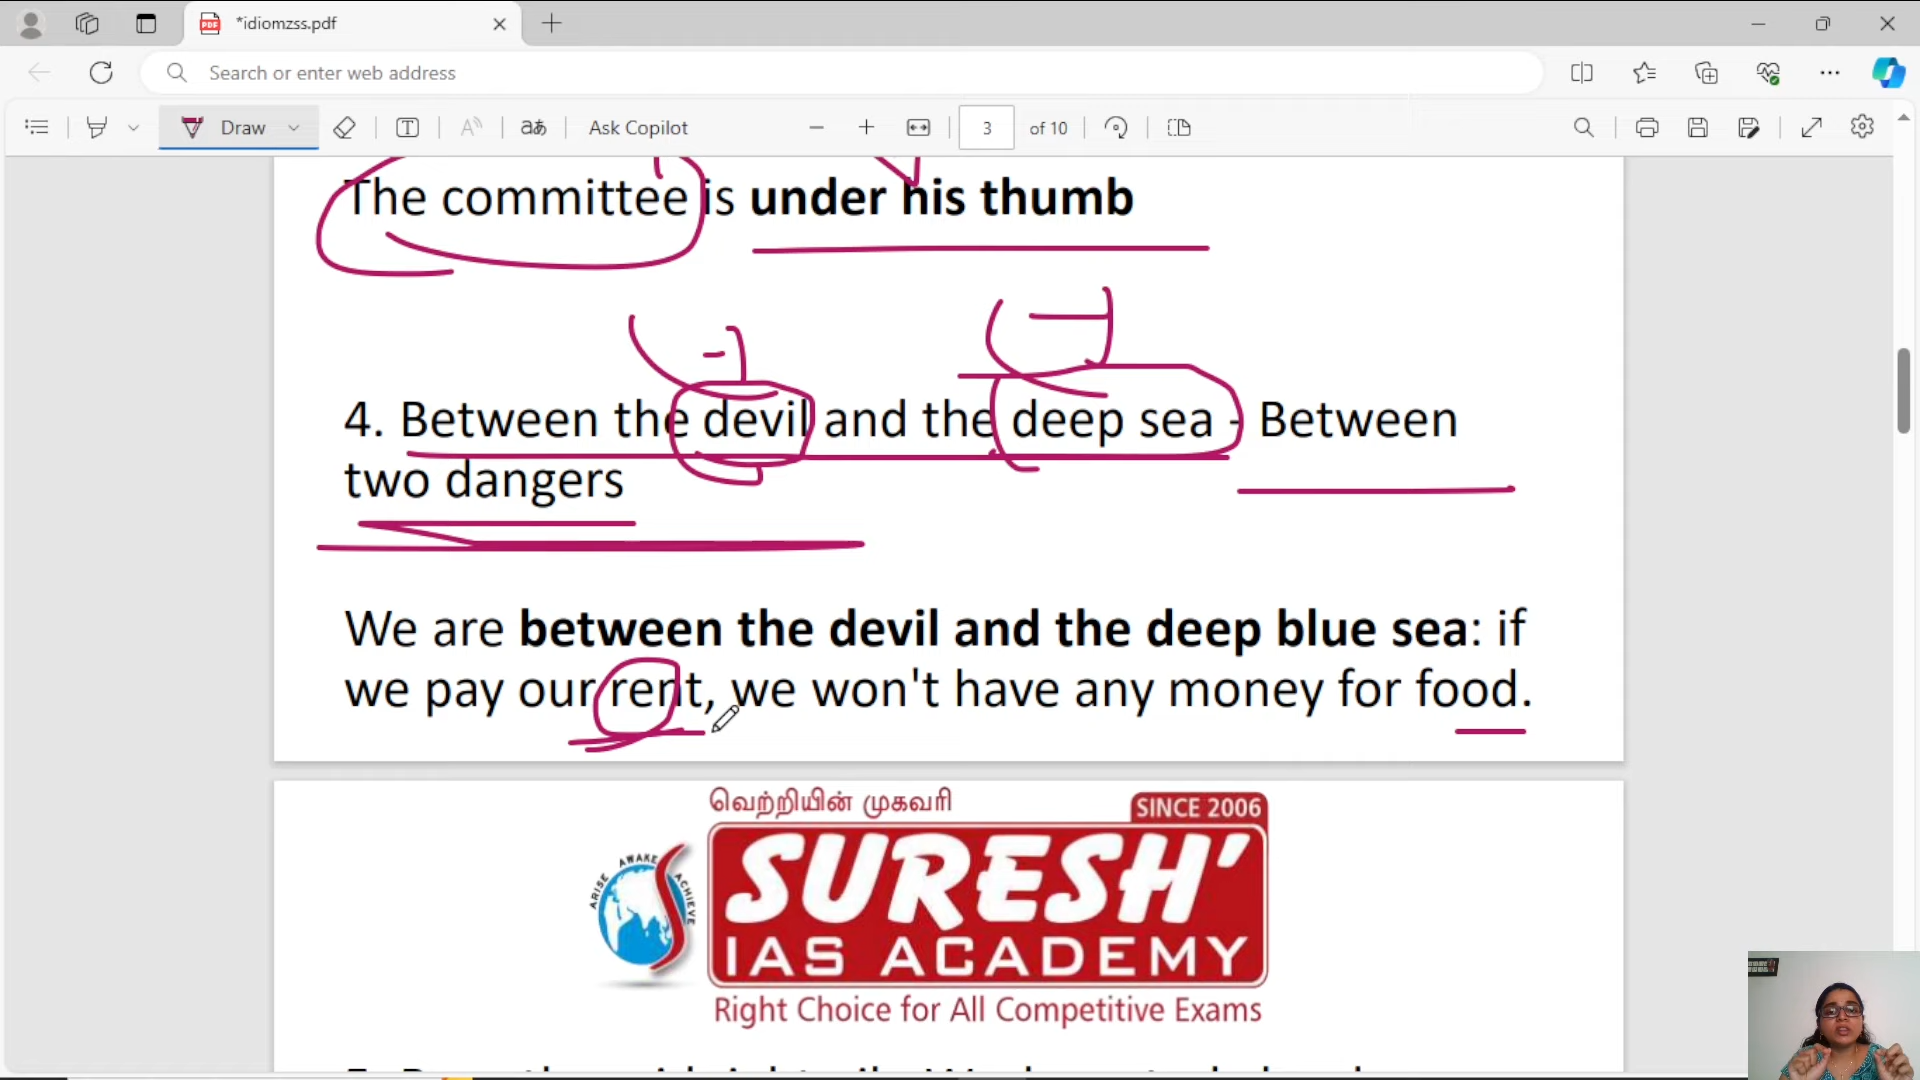 *idiomzss.pdf
Search or enter web address
Draw
Ask Copilot
3
of 10
The committee is under his thumb
4. Between the devil and the deep sea - Between
two dangers
We are between the devil and the deep blue sea: if
we pay our rent, we won't have any money for food.
வெற்றியின் முகவரி
SINCE 2006
ARISE AWAKE ACHIEVE
SURESH'
IAS ACADEMY
Right Choice for All Competitive Exams